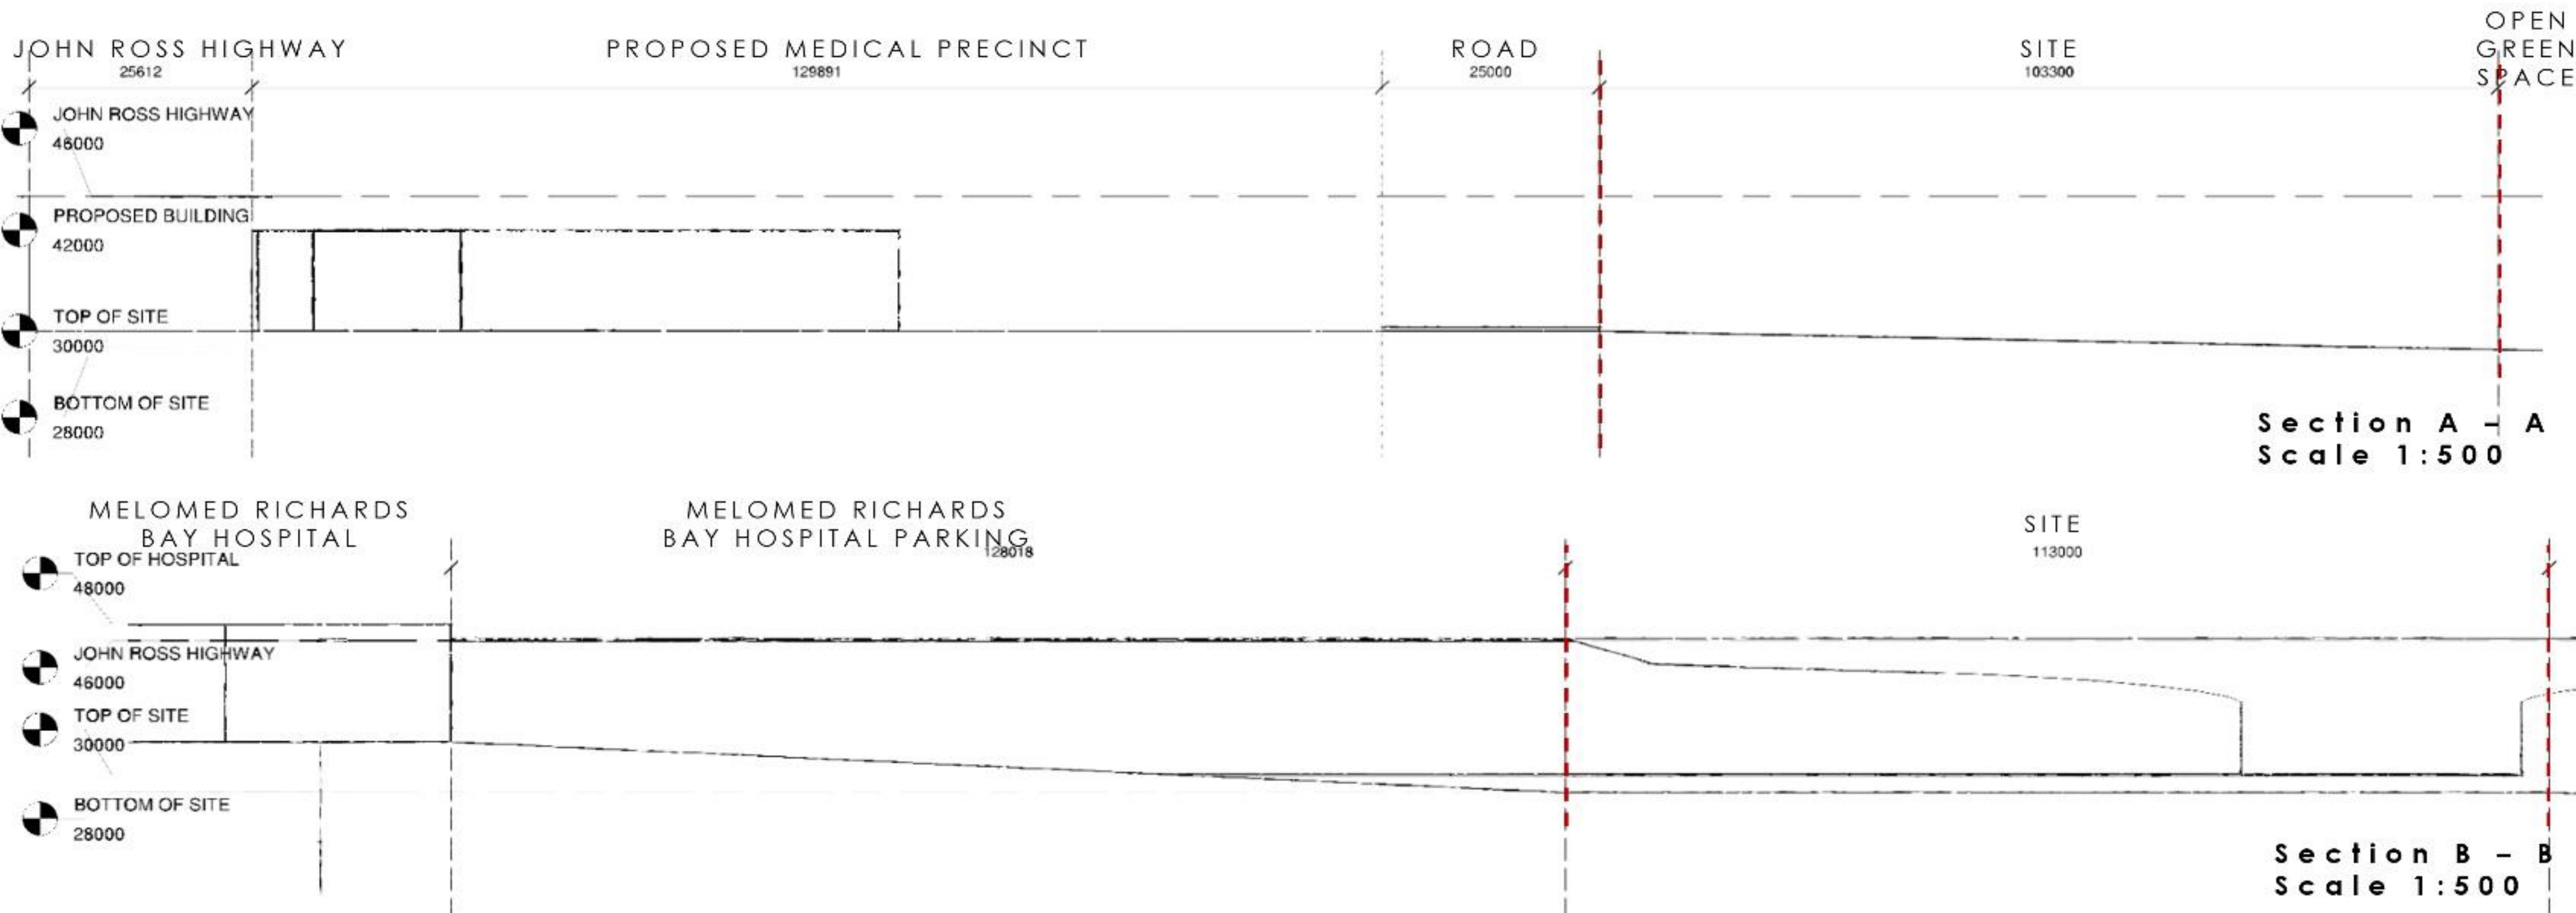 JOHN ROSS HIGHWAY
25612
PROPOSED MEDICAL PRECINCT
129891
ROAD
25000
SITE
103300
OPEN
GREEN
SPACE
JOHN ROSS HIGHWAY
46000
PROPOSED BUILDING
42000
TOP OF SITE
30000
BOTTOM OF SITE
28000
Section A - A
Scale 1:500
MELOMED RICHARDS
BAY HOSPITAL
MELOMED RICHARDS
BAY HOSPITAL PARKING
128018
SITE
113000
TOP OF HOSPITAL
48000
JOHN ROSS HIGHWAY
46000
TOP OF SITE
30000
BOTTOM OF SITE
28000
Section B - B
Scale 1:500